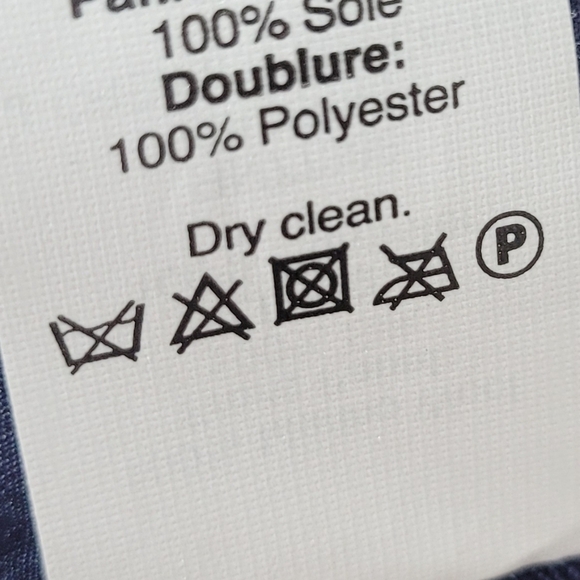 100% Soie
Doublure:
100% Polyester
Dry clean.
P